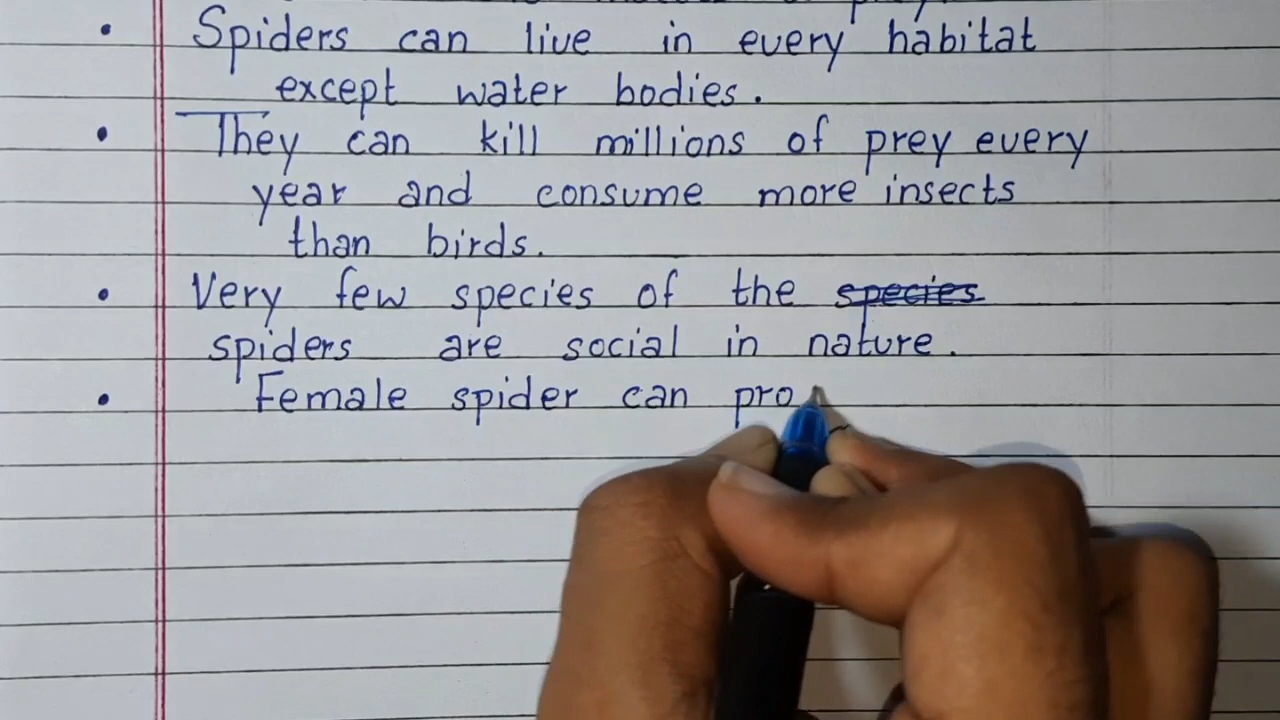 • Spiders can live in every habitat
except water bodies.
• They can kill millions of prey every
year and consume more insects
than birds.
• Very few species of the species
spiders are social in nature.
• Female spider can pro